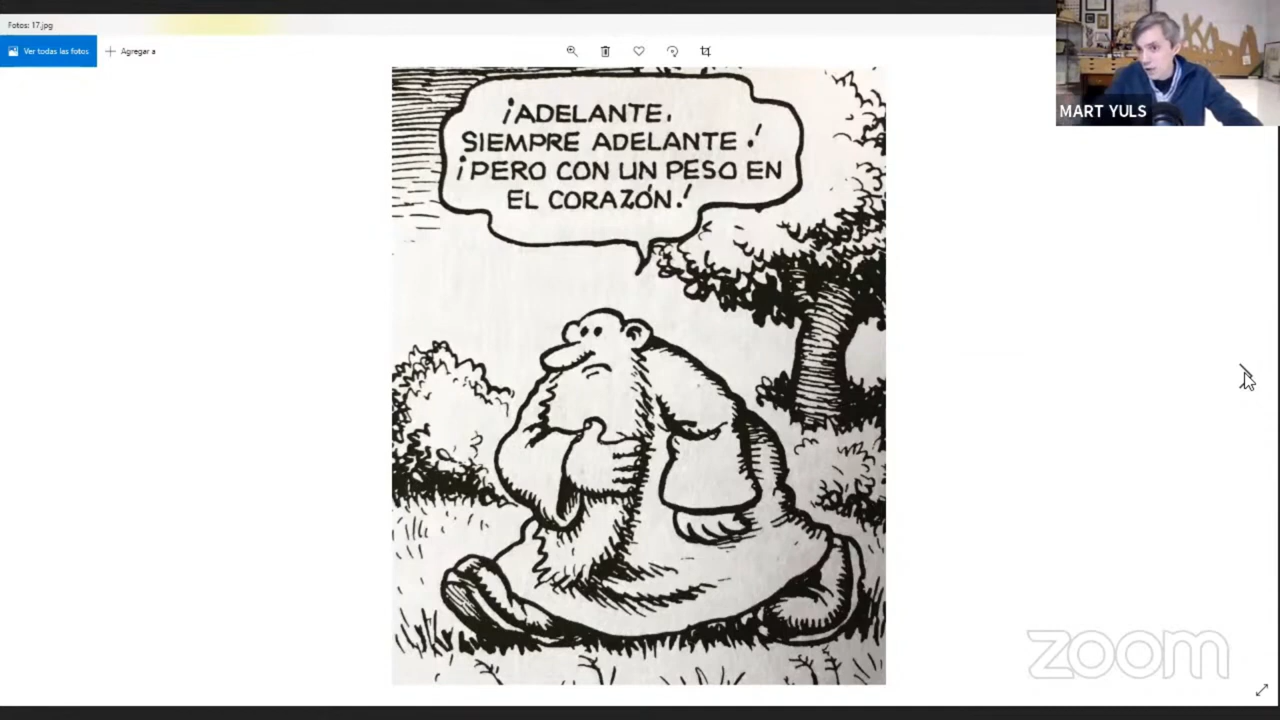 Fotos: 17.jpg
Ver todas las fotos
Agregar a
¡ADELANTE,
SIEMPRE ADELANTE!
¡PERO CON UN PESO EN
EL CORAZÓN!
MART YULS
zoom